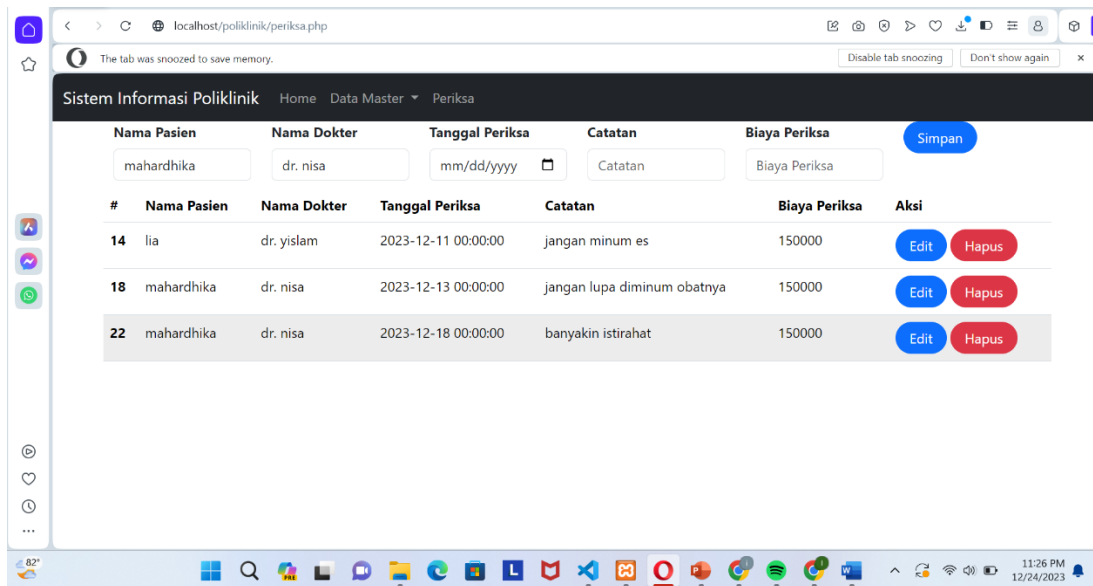 localhost/poliklinik/periksa.php
The tab was snoozed to save memory.
Disable tab snoozing
Don't show again
Sistem Informasi Poliklinik Home Data Master Periksa
Nama Pasien Nama Dokter Tanggal Periksa Catatan Biaya Periksa
Simpan
mahardhika dr. nisa mm/dd/yyyy Catatan Biaya Periksa
# Nama Pasien Nama Dokter Tanggal Periksa Catatan Biaya Periksa Aksi
14 lia dr. yislam 2023-12-11 00:00:00 jangan minum es 150000 Edit Hapus
18 mahardhika dr. nisa 2023-12-13 00:00:00 jangan lupa diminum obatnya 150000 Edit Hapus
22 mahardhika dr. nisa 2023-12-18 00:00:00 banyakin istirahat 150000 Edit Hapus
82°
PRE
11:26 PM
12/24/2023